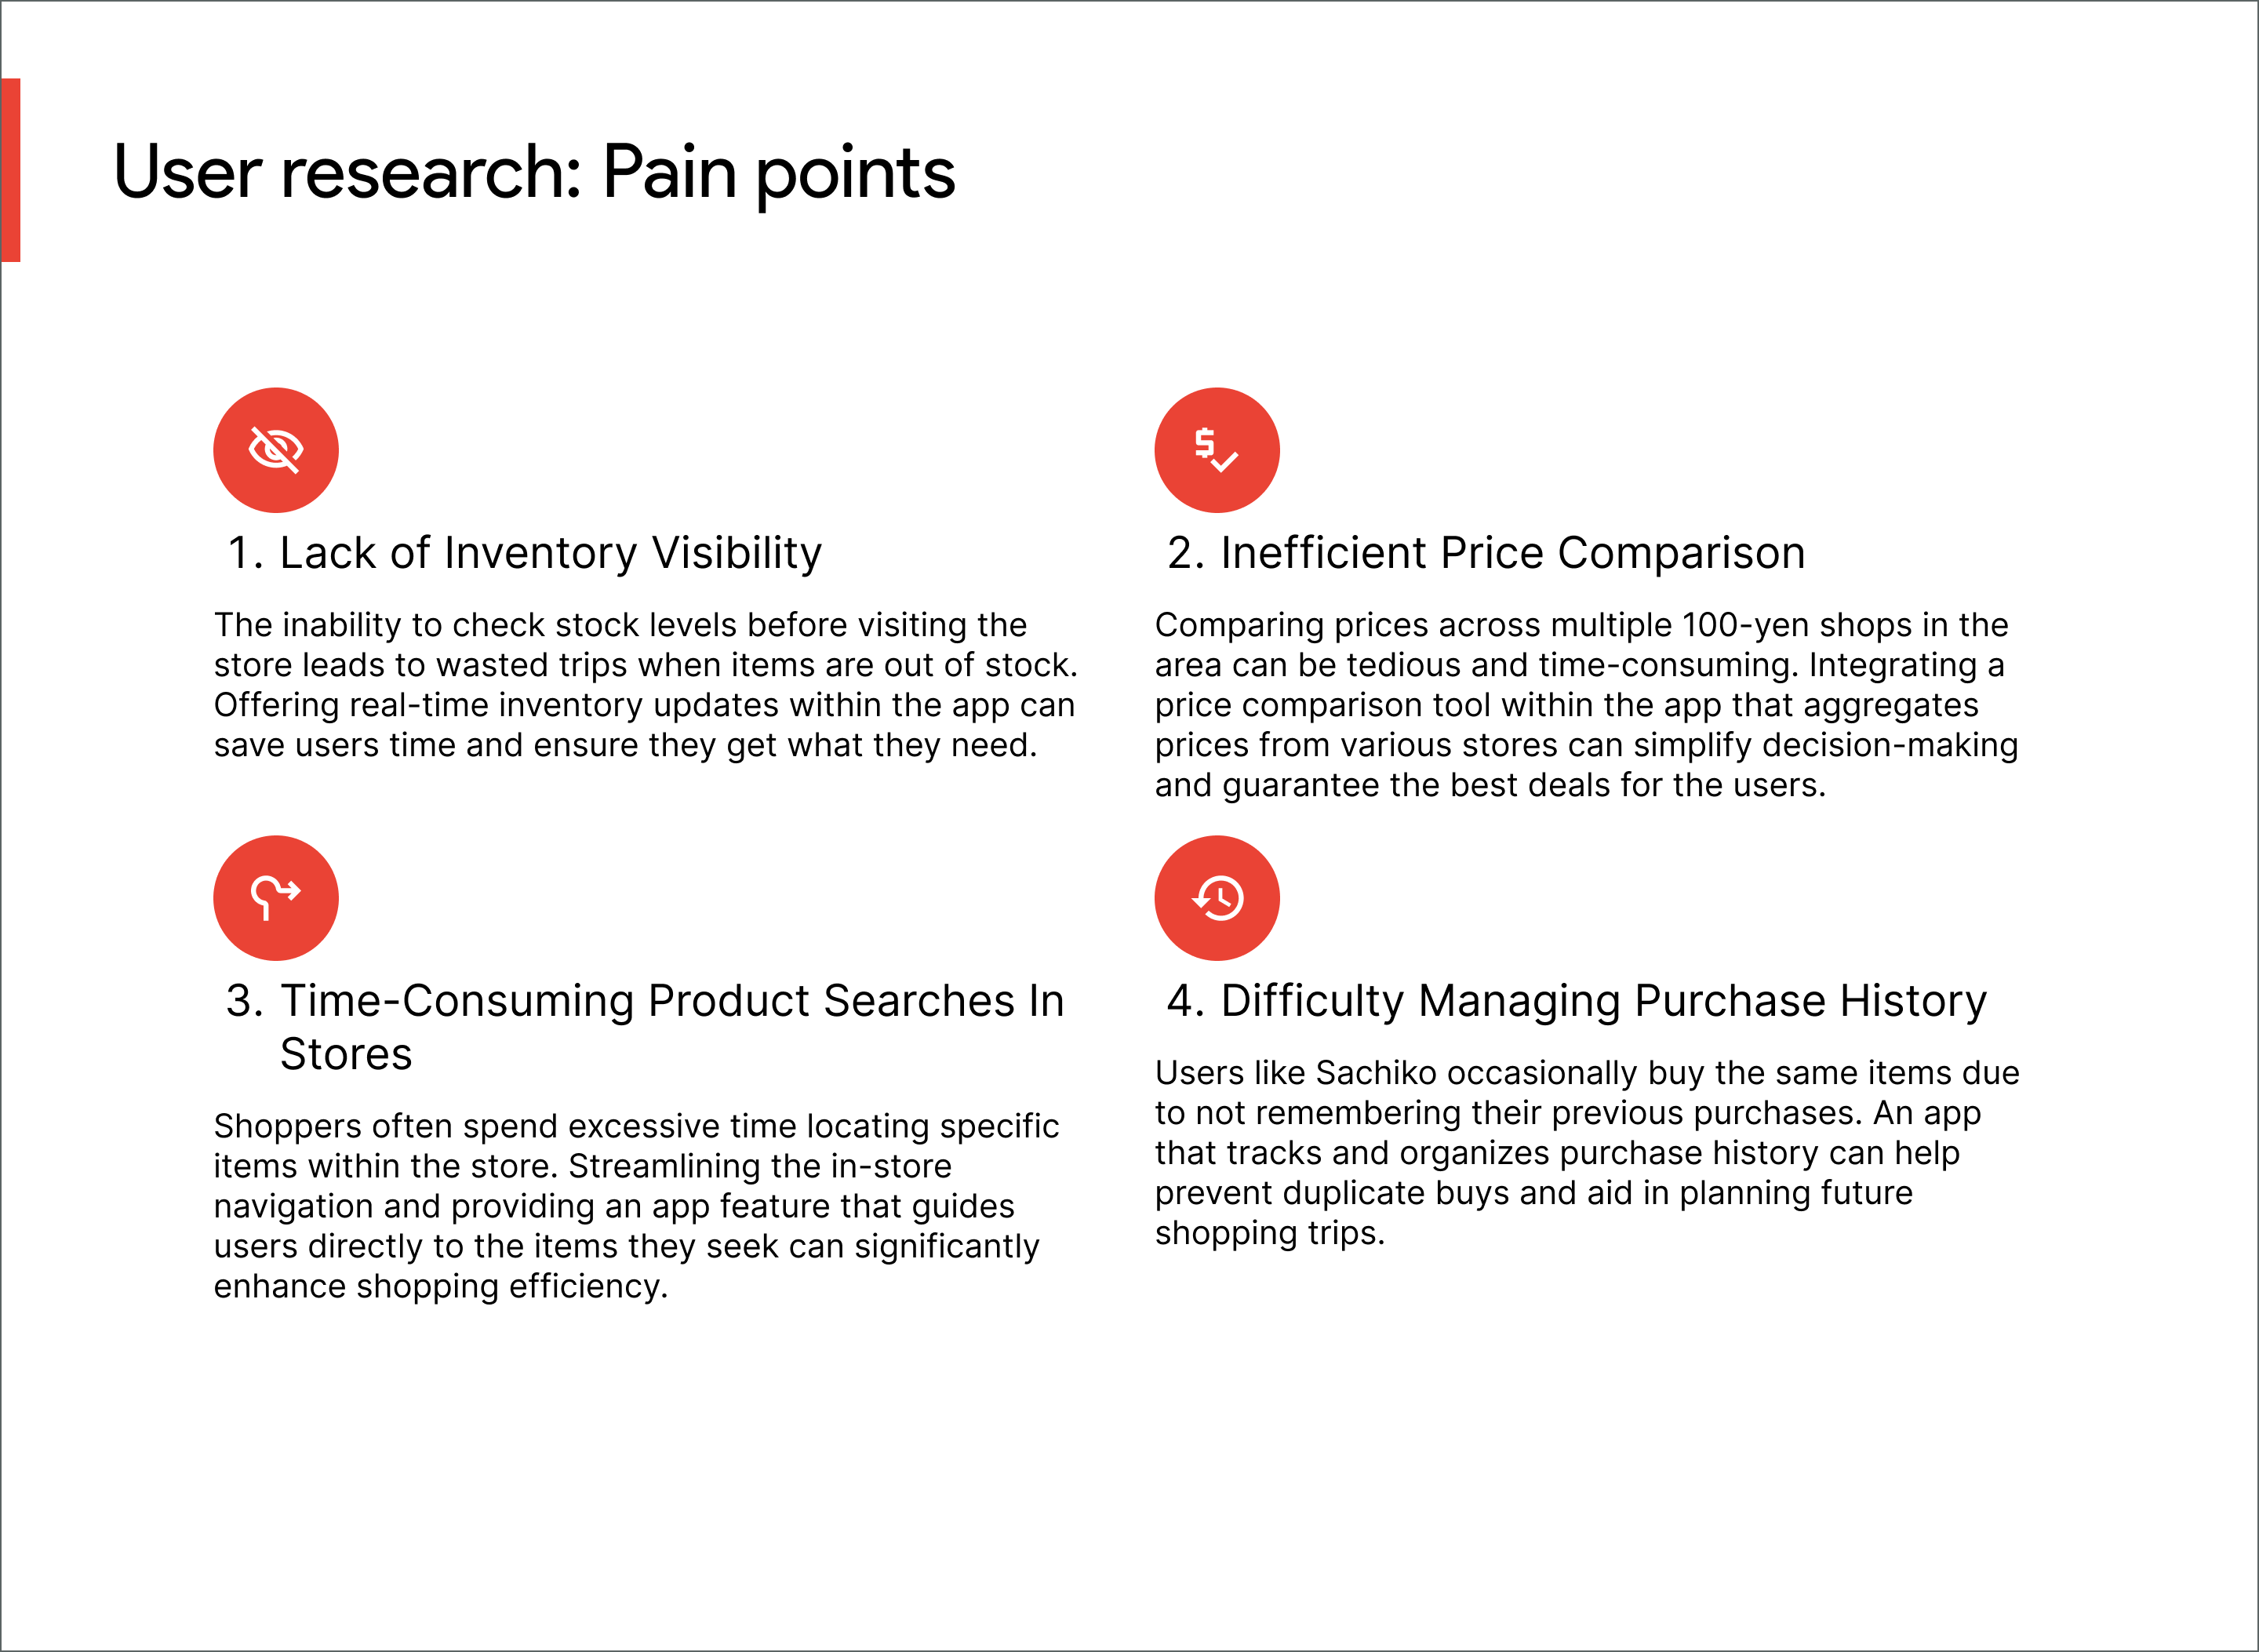 User research: Pain points
1. Lack of Inventory Visibility
The inability to check stock levels before visiting the
store leads to wasted trips when items are out of stock.
Offering real-time inventory updates within the app can
save users time and ensure they get what they need.
2. Inefficient Price Comparison
Comparing prices across multiple 100-yen shops in the
area can be tedious and time-consuming. Integrating a
price comparison tool within the app that aggregates
prices from various stores can simplify decision-making
and guarantee the best deals for the users.
3. Time-Consuming Product Searches In
Stores
Shoppers often spend excessive time locating specific
items within the store. Streamlining the in-store
navigation and providing an app feature that guides
users directly to the items they seek can significantly
enhance shopping efficiency.
4. Difficulty Managing Purchase History
Users like Sachiko occasionally buy the same items due
to not remembering their previous purchases. An app
that tracks and organizes purchase history can help
prevent duplicate buys and aid in planning future
shopping trips.